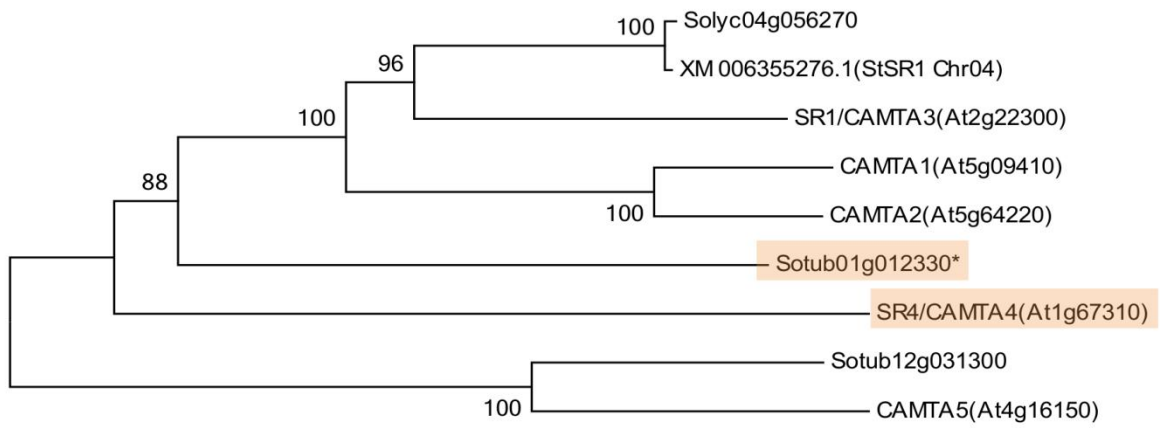 100 Solyc04g056270
96 XM 006355276.1(StSR1 Chr04)
100 SR1/CAMTA3(At2g22300)
CAMTA1(At5g09410)
88
100 CAMTA2(At5g64220)
Sotub01g012330*
SR4/CAMTA4(At1g67310)
Sotub12g031300
100 CAMTA5(At4g16150)